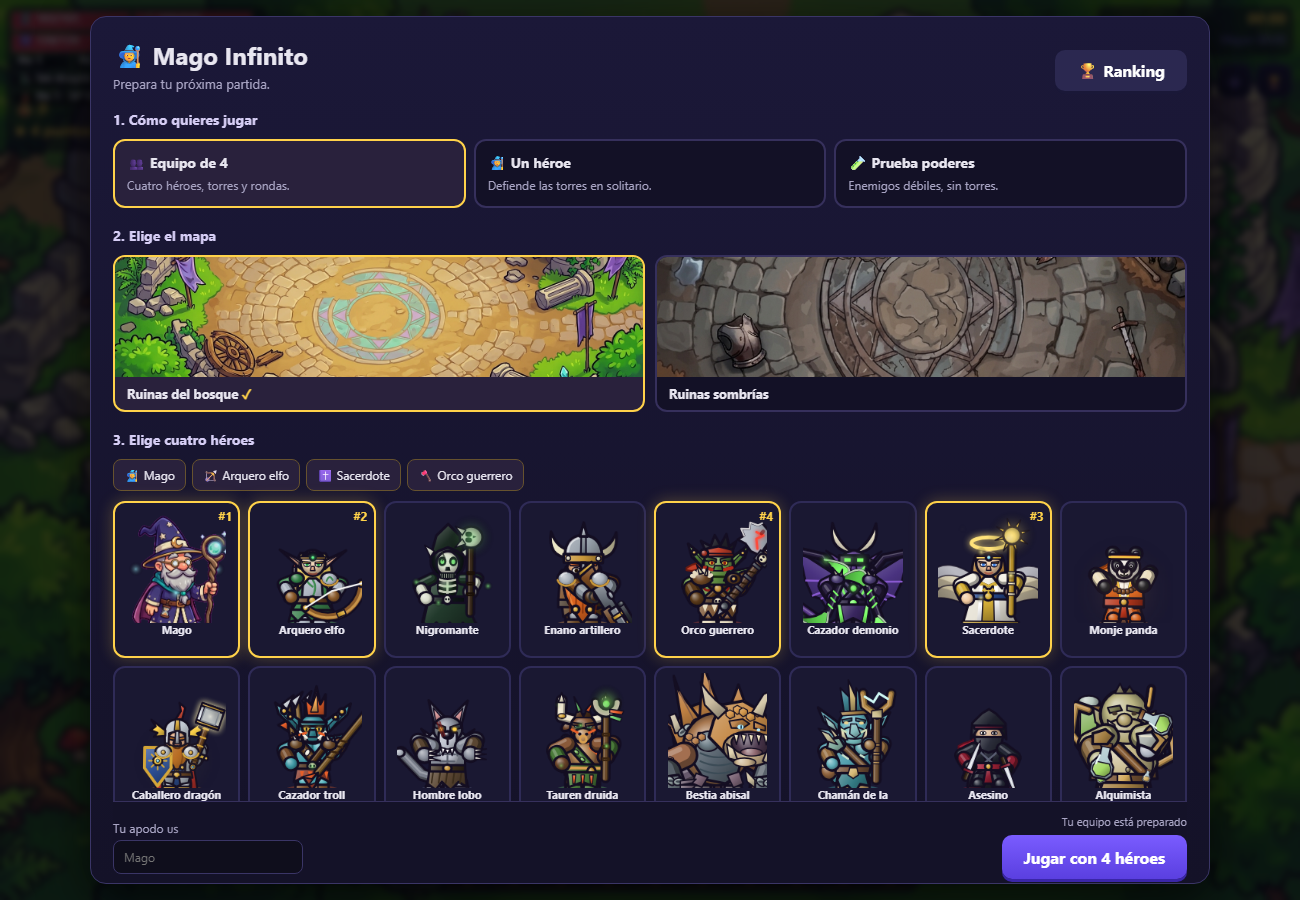 Mago Infinito
Prepara tu próxima partida.
Ranking
1. Cómo quieres jugar
Equipo de 4
Cuatro héroes, torres y rondas.
Un héroe
Defiende las torres en solitario.
Prueba poderes
Enemigos débiles, sin torres.
2. Elige el mapa
Ruinas del bosque ✓
Ruinas sombrías
3. Elige cuatro héroes
Mago
Arquero elfo
Sacerdote
Orco guerrero
#1
Mago
#2
Arquero elfo
Nigromante
Enano artillero
#4
Orco guerrero
Cazador demonio
#3
Sacerdote
Monje panda
Caballero dragón
Cazador troll
Hombre lobo
Tauren druida
Bestia abisal
Chamán de la
Asesino
Alquimista
Tu apodo us
Mago
Tu equipo está preparado
Jugar con 4 héroes